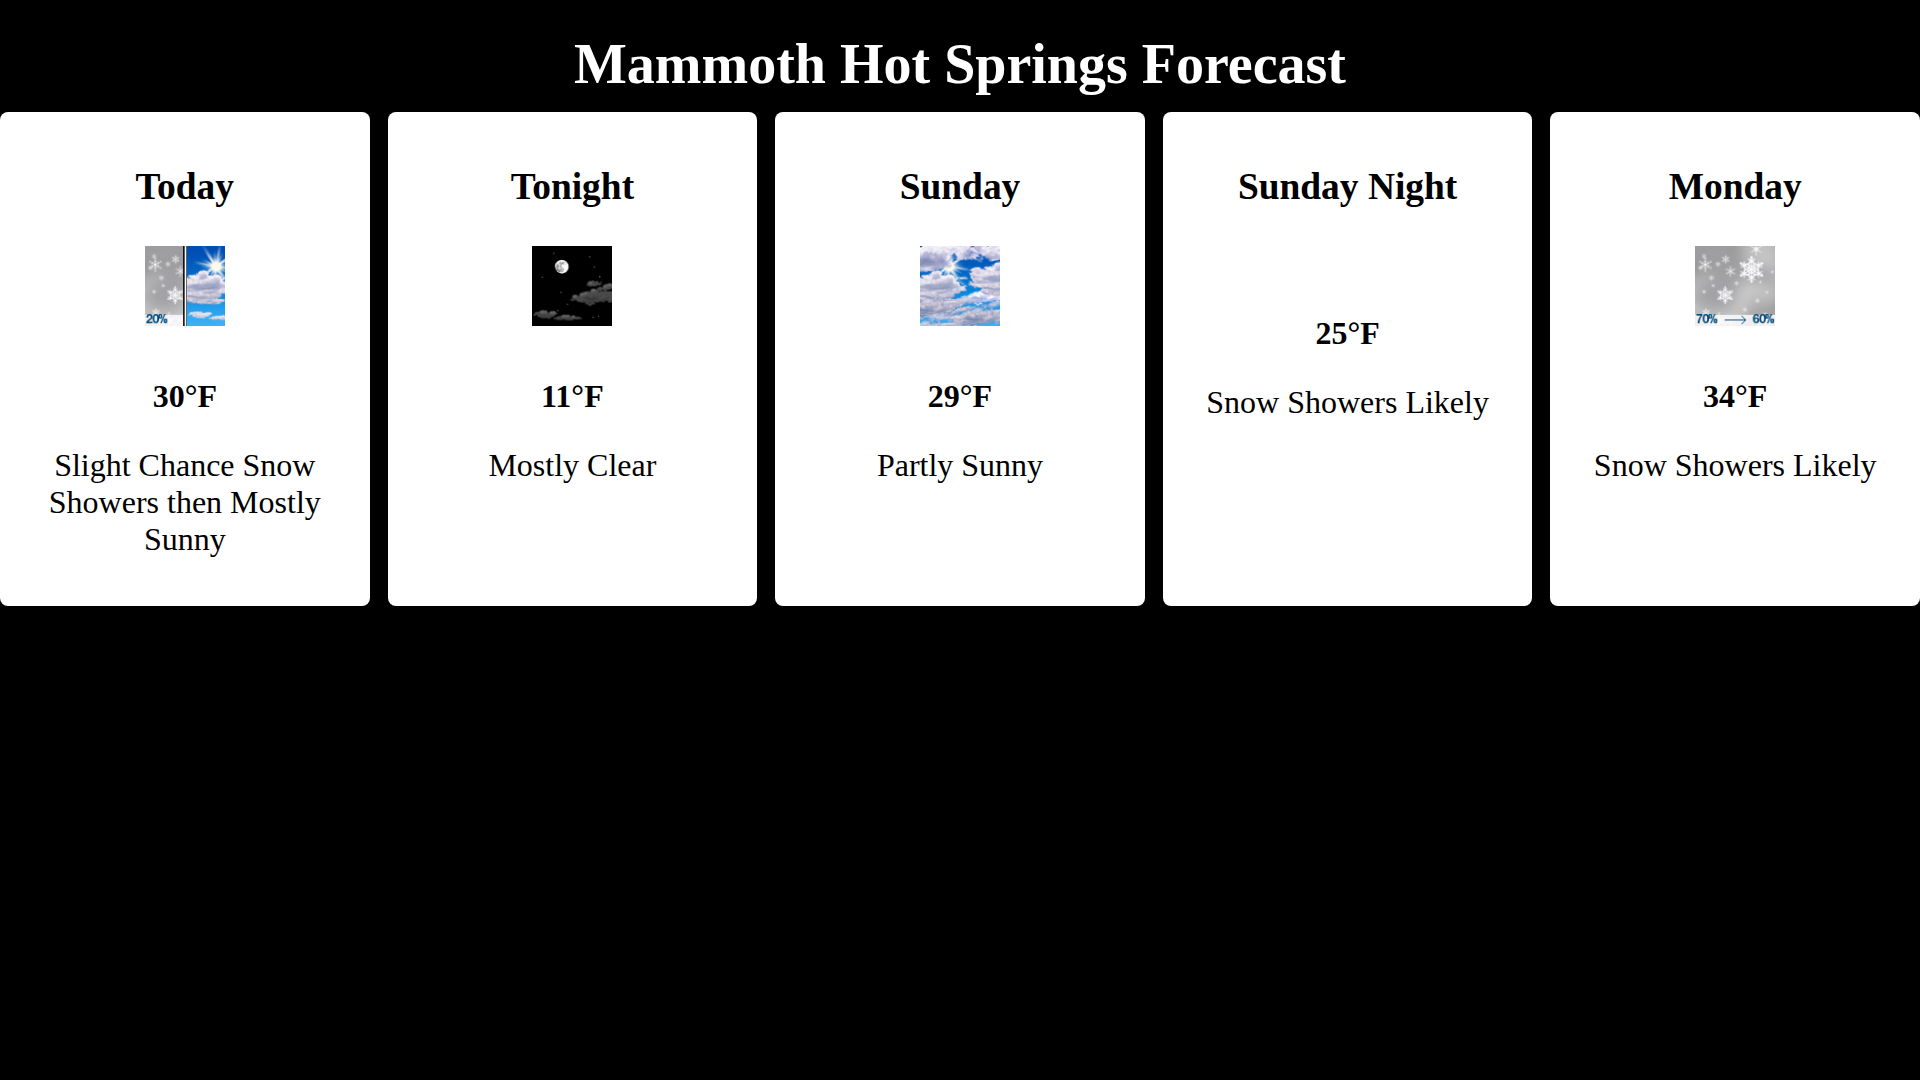 Mammoth Hot Springs Forecast
Today
20%
30°F
Slight Chance Snow
Showers then Mostly
Sunny
Tonight
11°F
Mostly Clear
Sunday
29°F
Partly Sunny
Sunday Night
25°F
Snow Showers Likely
Monday
70% → 60%
34°F
Snow Showers Likely